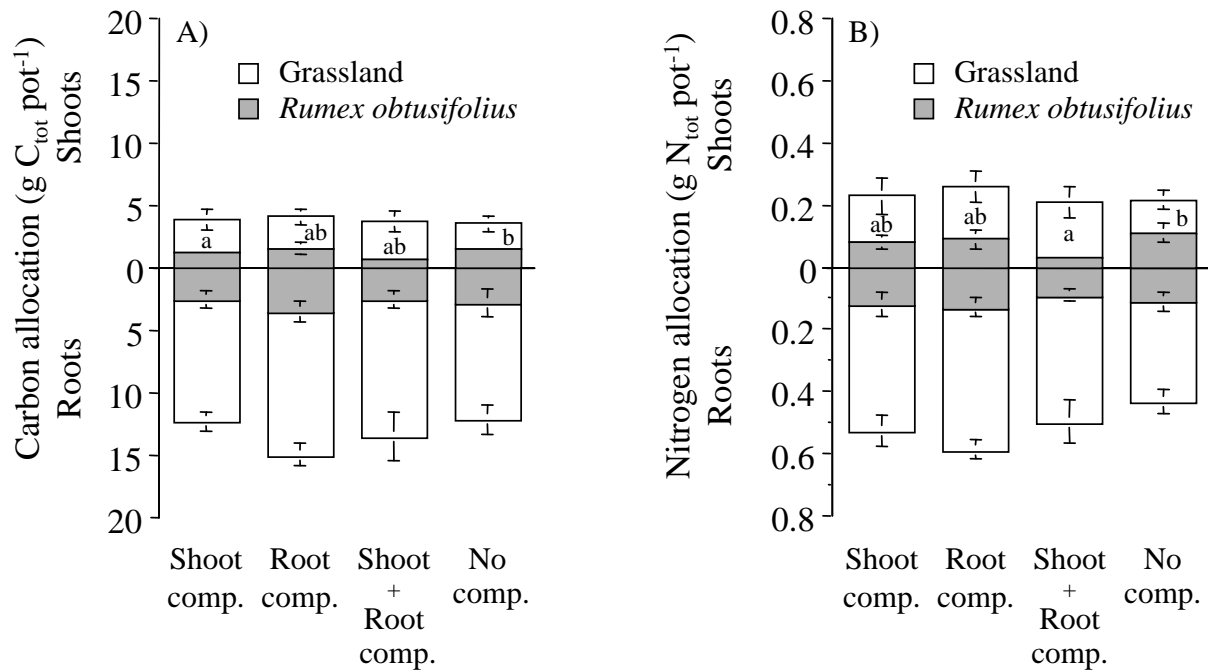 A)
Carbon allocation (g C_tot pot^-1)
Shoots
Roots
20
15
10
5
0
5
10
15
20
Grassland
Rumex obtusifolius
a
ab
ab
b
Shoot
comp.
Root
comp.
Shoot
+
Root
comp.
No
comp.
B)
Nitrogen allocation (g N_tot pot^-1)
Shoots
Roots
0.8
0.6
0.4
0.2
0
0.2
0.4
0.6
0.8
Grassland
Rumex obtusifolius
ab
ab
a
b
Shoot
comp.
Root
comp.
Shoot
+
Root
comp.
No
comp.